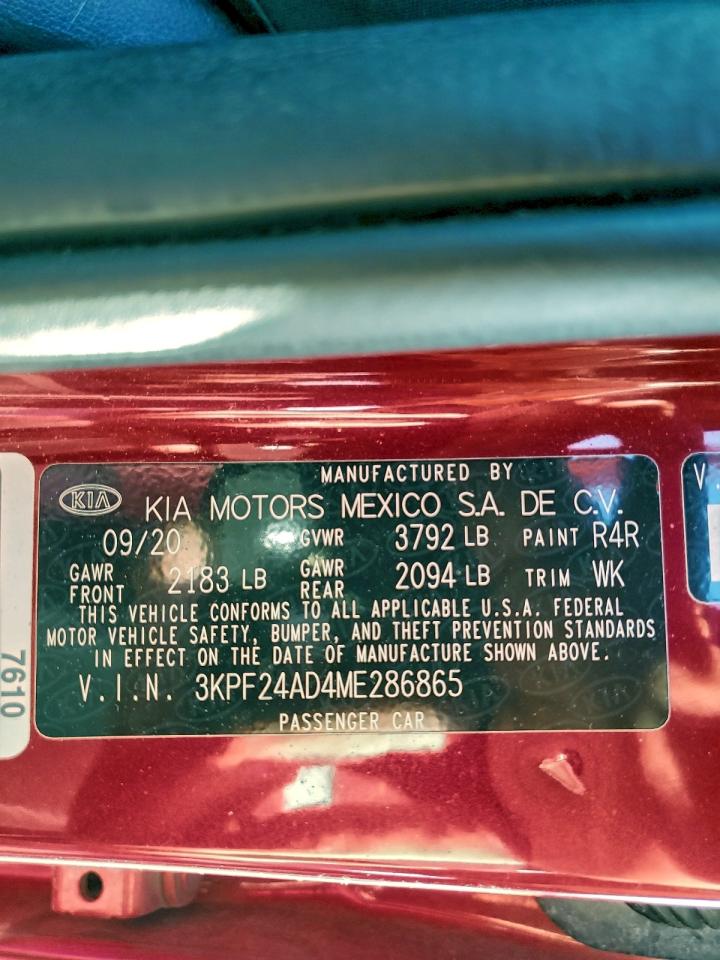 MANUFACTURED BY
KIA KIA MOTORS MEXICO S.A. DE C.V.
09/20 GVWR 3792 LB PAINT R4R
GAWR FRONT 2183 LB GAWR REAR 2094 LB TRIM WK
THIS VEHICLE CONFORMS TO ALL APPLICABLE U.S.A. FEDERAL
MOTOR VEHICLE SAFETY, BUMPER, AND THEFT PREVENTION STANDARDS
IN EFFECT ON THE DATE OF MANUFACTURE SHOWN ABOVE.
V.I.N. 3KPF24AD4ME286865
PASSENGER CAR
7610
V.